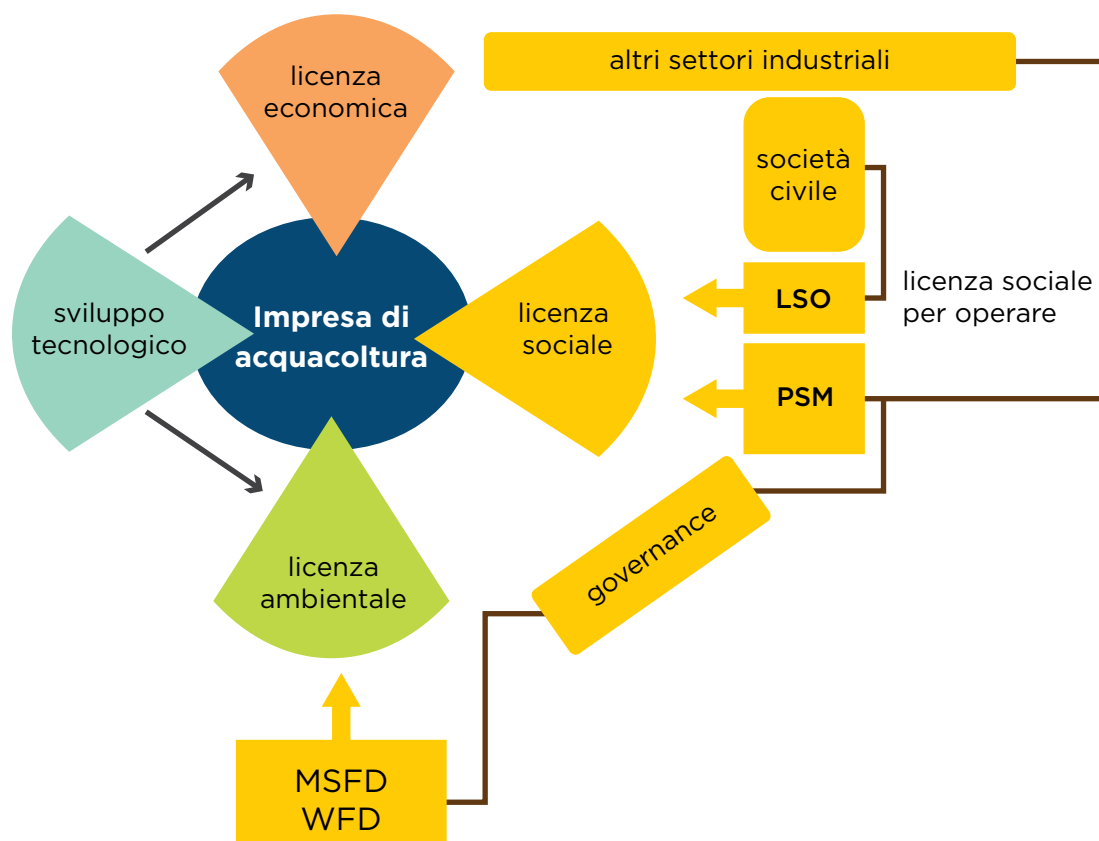 altri settori industriali
licenza
economica
società
civile
sviluppo
tecnologico
Impresa di
acquacoltura
licenza
sociale
LSO
licenza sociale
per operare
PSM
governance
licenza
ambientale
MSFD
WFD